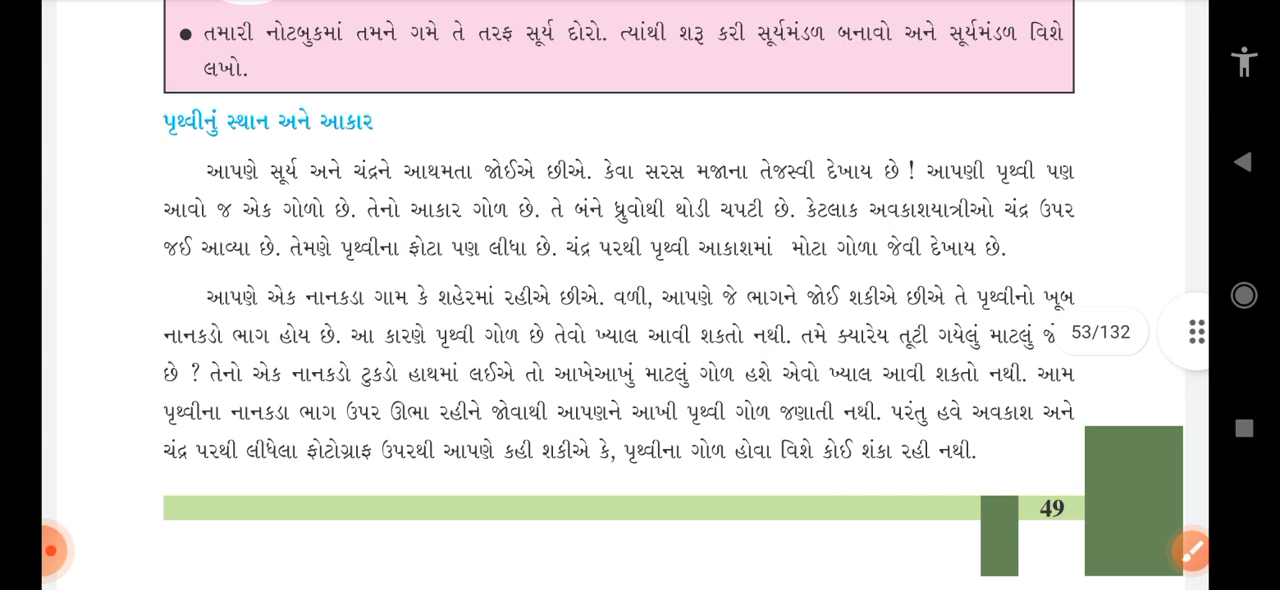 ● તમારી નોટબુકમાં તમને ગમે તે તરફ સૂર્ય દોરો. ત્યાંથી શરૂ કરી સૂર્યમંડળ બનાવો અને સૂર્યમંડળ વિશે
લખો.
પૃથ્વીનું સ્થાન અને આકાર
આપણે સૂર્ય અને ચંદ્રને આથમતા જોઈએ છીએ. કેવા સરસ મજાના તેજસ્વી દેખાય છે ! આપણી પૃથ્વી પણ
આવો જ એક ગોળો છે. તેનો આકાર ગોળ છે. તે બંને ધ્રુવોથી થોડી ચપટી છે. કેટલાક અવકાશયાત્રીઓ ચંદ્ર ઉપર
જઈ આવ્યા છે. તેમણે પૃથ્વીના ફોટા પણ લીધા છે. ચંદ્ર પરથી પૃથ્વી આકાશમાં મોટા ગોળા જેવી દેખાય છે.
આપણે એક નાનકડા ગામ કે શહેરમાં રહીએ છીએ. વળી, આપણે જે ભાગને જોઈ શકીએ છીએ તે પૃથ્વીનો ખૂબ
નાનકડો ભાગ હોય છે. આ કારણે પૃથ્વી ગોળ છે તેવો ખ્યાલ આવી શકતો નથી. તમે ક્યારેય તૂટી ગયેલું માટલું
53/132
છે ? તેનો એક નાનકડો ટુકડો હાથમાં લઈએ તો આખેઆખું માટલું ગોળ હશે એવો ખ્યાલ આવી શકતો નથી. આમ
પૃથ્વીના નાનકડા ભાગ ઉપર ઊભા રહીને જોવાથી આપણને આખી પૃથ્વી ગોળ જણાતી નથી. પરંતુ હવે અવકાશ અને
ચંદ્ર પરથી લીધેલા ફોટોગ્રાફ ઉપરથી આપણે કહી શકીએ કે, પૃથ્વીના ગોળ હોવા વિશે કોઈ શંકા રહી નથી.
49